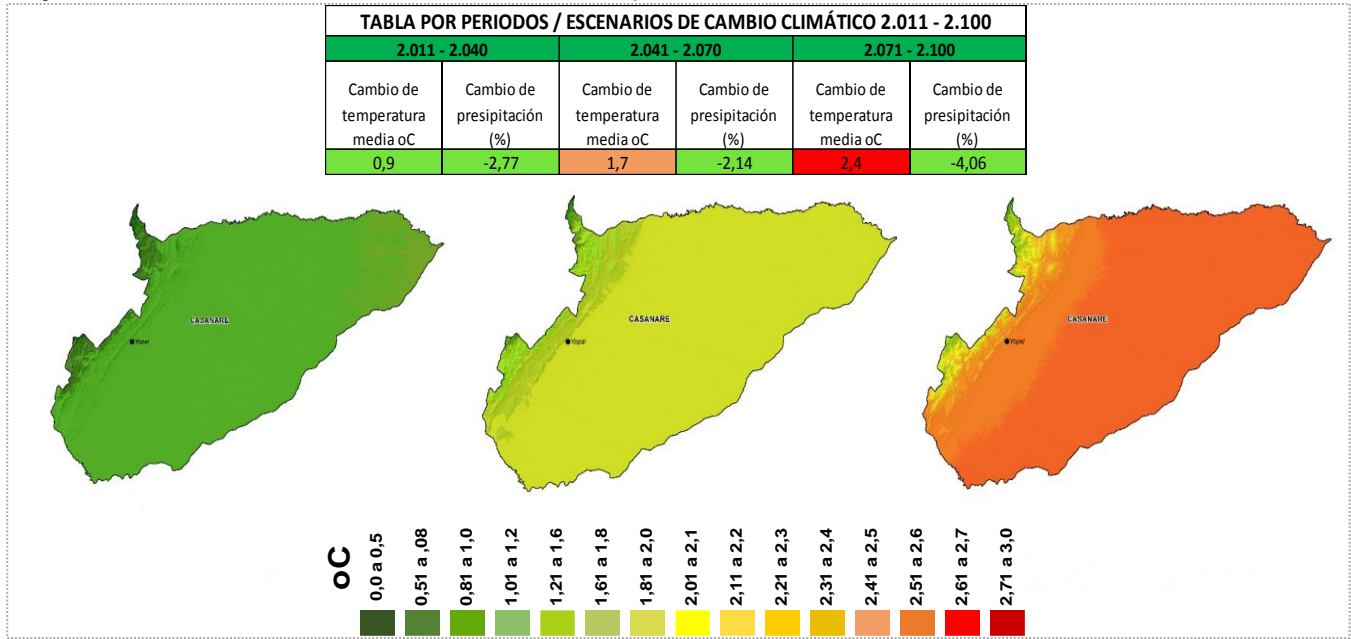 TABLA POR PERIODOS / ESCENARIOS DE CAMBIO CLIMÁTICO 2.011 - 2.100
2.011 - 2.040 2.041 - 2.070 2.071 - 2.100
Cambio de Cambio de Cambio de Cambio de Cambio de Cambio de
temperatura presipitación temperatura presipitación temperatura presipitación
media oC (%) media oC (%) media oC (%)
0,9 -2,77 1,7 -2,14 2,4 -4,06
CASANARE
Yopal
CASANARE
Yopal
CASANARE
Yopal
oC
0,0 a 0,5
0,51 a ,08
0,81 a 1,0
1,01 a 1,2
1,21 a 1,6
1,61 a 1,8
1,81 a 2,0
2,01 a 2,1
2,11 a 2,2
2,21 a 2,3
2,31 a 2,4
2,41 a 2,5
2,51 a 2,6
2,61 a 2,7
2,71 a 3,0